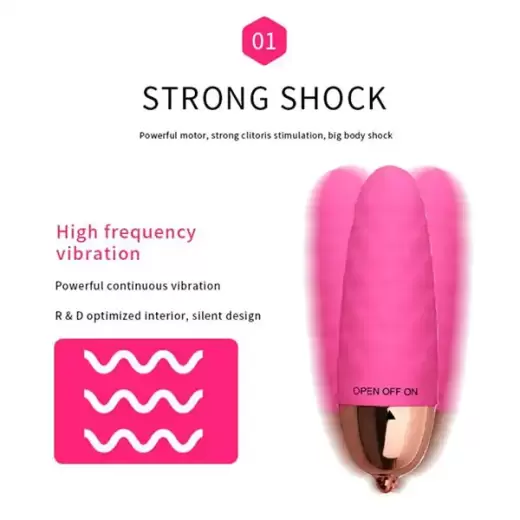 01
STRONG SHOCK
Powerful motor, strong clitoris stimulation, big body shock
High frequency
vibration
Powerful continuous vibration
R & D optimized interior, silent design
OPEN OFF ON